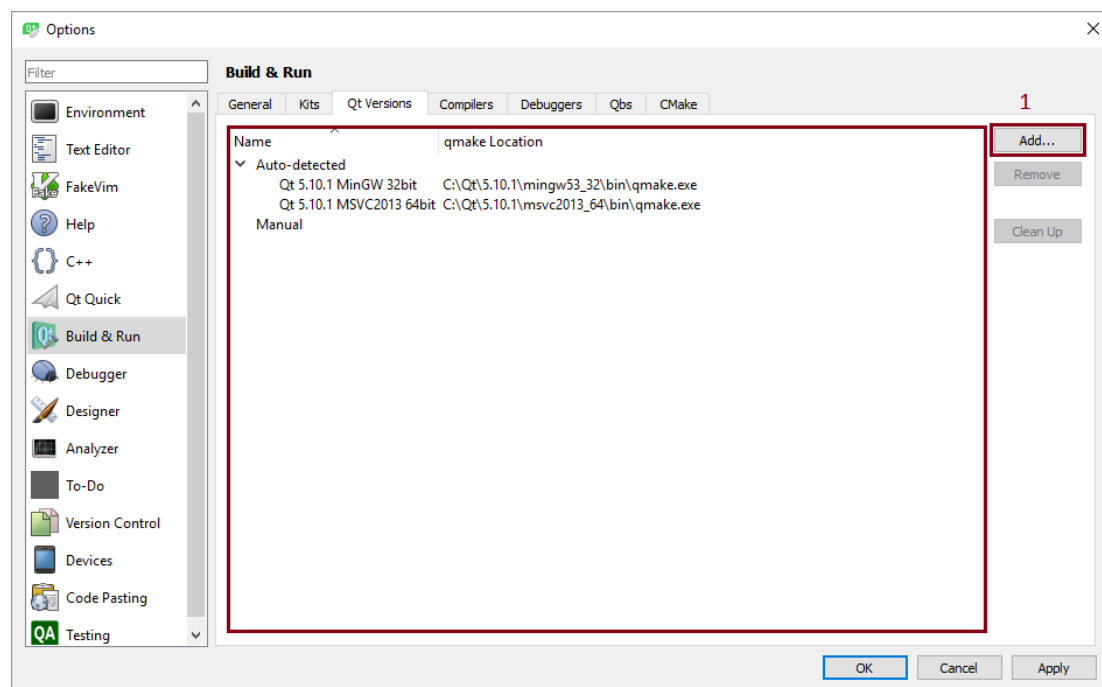 Options
Filter
Environment
Text Editor
FakeVim
Help
C++
Qt Quick
Build & Run
Debugger
Designer
Analyzer
To-Do
Version Control
Devices
Code Pasting
QA Testing
Build & Run
General Kits Qt Versions Compilers Debuggers Qbs CMake
1
Name qmake Location
Auto-detected
Qt 5.10.1 MinGW 32bit C:\Qt\5.10.1\mingw53_32\bin\qmake.exe
Qt 5.10.1 MSVC2013 64bit C:\Qt\5.10.1\msvc2013_64\bin\qmake.exe
Manual
Add...
Remove
Clean Up
OK Cancel Apply